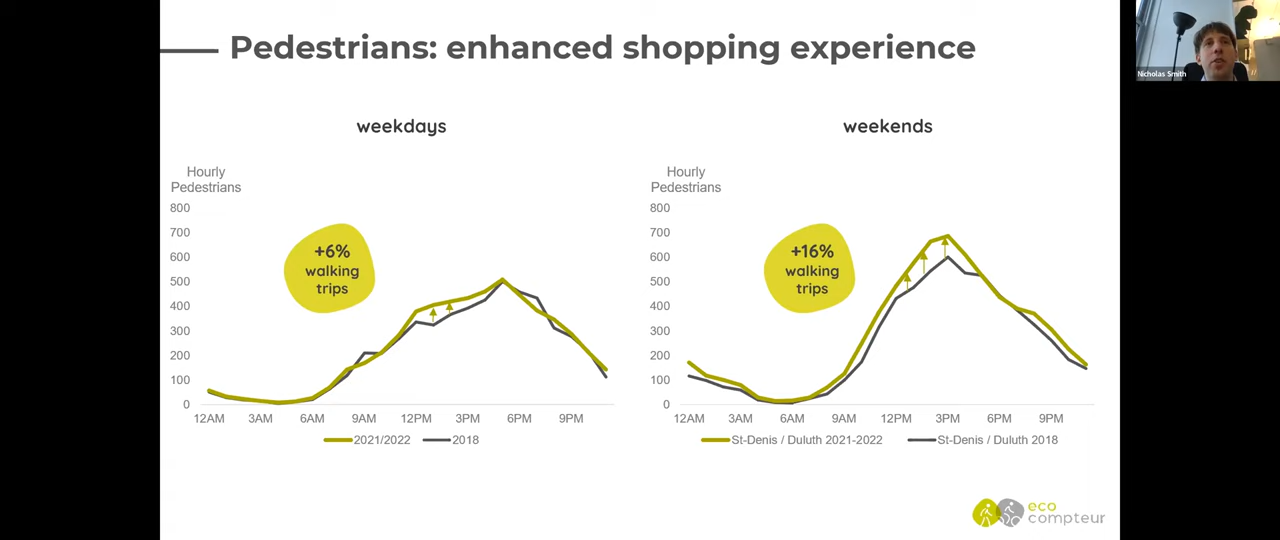 Pedestrians: enhanced shopping experience
Nicholas Smith
weekdays
Hourly
Pedestrians
800
700
600
500
400
300
200
100
0
+6%
walking
trips
12AM 3AM 6AM 9AM 12PM 3PM 6PM 9PM
2021/2022 2018
weekends
Hourly
Pedestrians
800
700
600
500
400
300
200
100
0
+16%
walking
trips
12AM 3AM 6AM 9AM 12PM 3PM 6PM 9PM
St-Denis / Duluth 2021-2022 St-Denis / Duluth 2018
eco
compteur